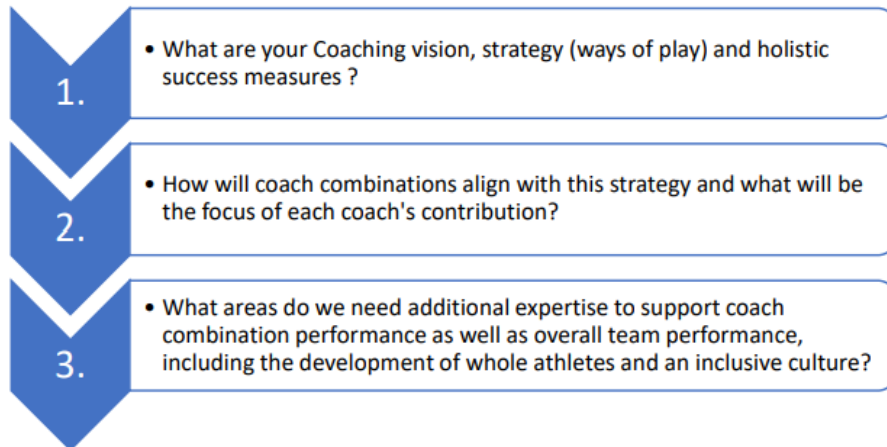 1.
• What are your Coaching vision, strategy (ways of play) and holistic
success measures ?
2.
• How will coach combinations align with this strategy and what will be
the focus of each coach's contribution?
3.
• What areas do we need additional expertise to support coach
combination performance as well as overall team performance,
including the development of whole athletes and an inclusive culture?